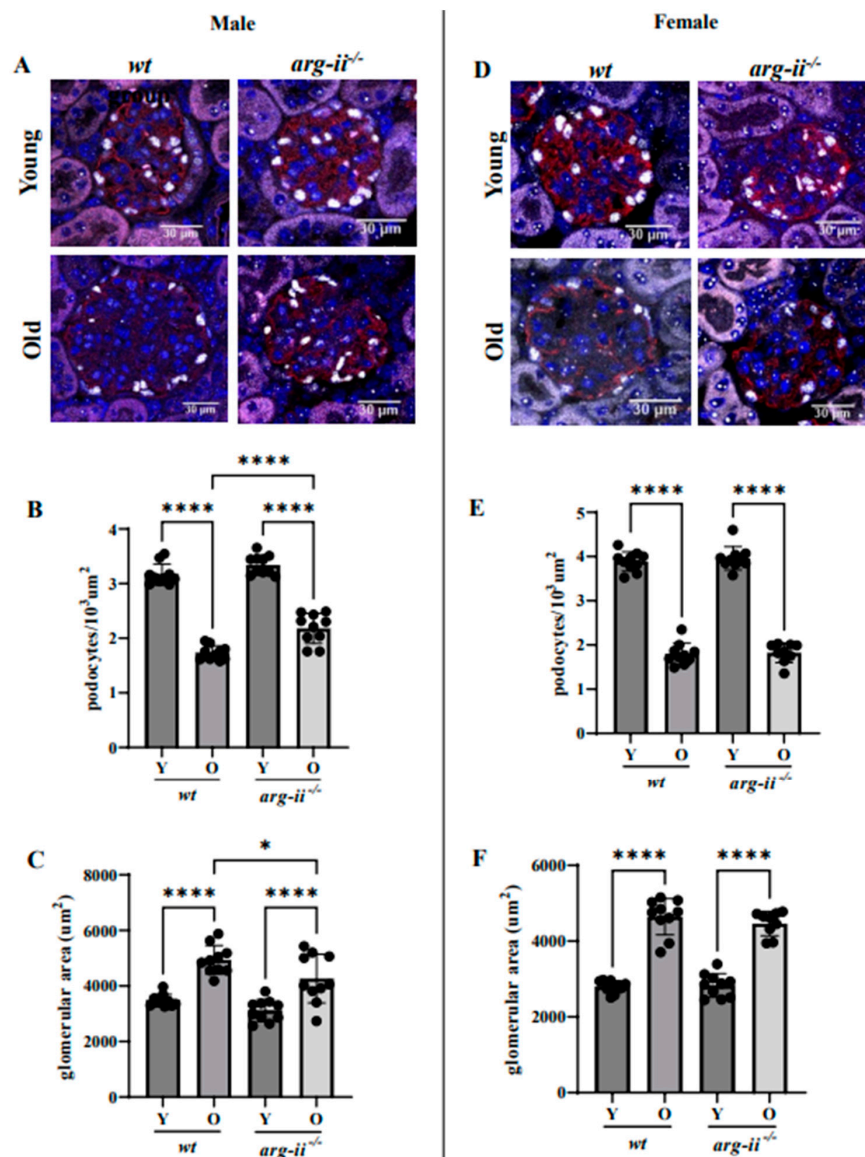 Male
Female
A
wt
arg-ii-/-
Young
30 µm
30 µm
Old
30 µm
30 µm
B
****
****
****
podocytes/10³um²
4
3
2
1
0
Y
O
Y
O
wt
arg-ii-/-
C
*
****
****
glomerular area (um²)
8000
6000
4000
2000
0
Y
O
Y
O
wt
arg-ii-/-
D
wt
arg-ii-/-
Young
30 µm
30 µm
Old
30 µm
30 µm
E
****
****
podocytes/10³um²
5
4
3
2
1
0
Y
O
Y
O
wt
arg-ii-/-
F
****
****
glomerular area (um²)
6000
4000
2000
0
Y
O
Y
O
wt
arg-ii-/-